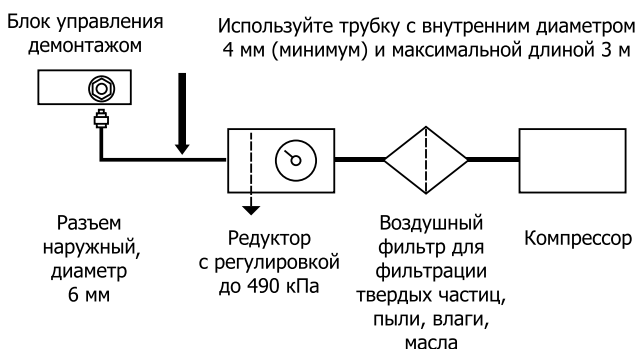 Блок управления
демонтажом
Используйте трубку с внутренним диаметром
4 мм (минимум) и максимальной длиной 3 м
Разъем
наружный,
диаметр
6 мм
Редуктор
с регулировкой
до 490 кПа
Воздушный
фильтр для
фильтрации
твердых частиц,
пыли, влаги,
масла
Компрессор